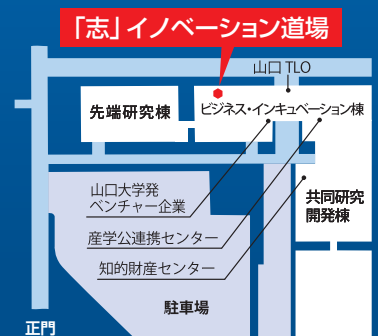 「志」イノベーション道場
山口TLO
先端研究棟
ビジネス・インキュベーション棟
山口大学発
ベンチャー企業
共同研究
開発棟
産学公連携センター
知的財産センター
駐車場
正門